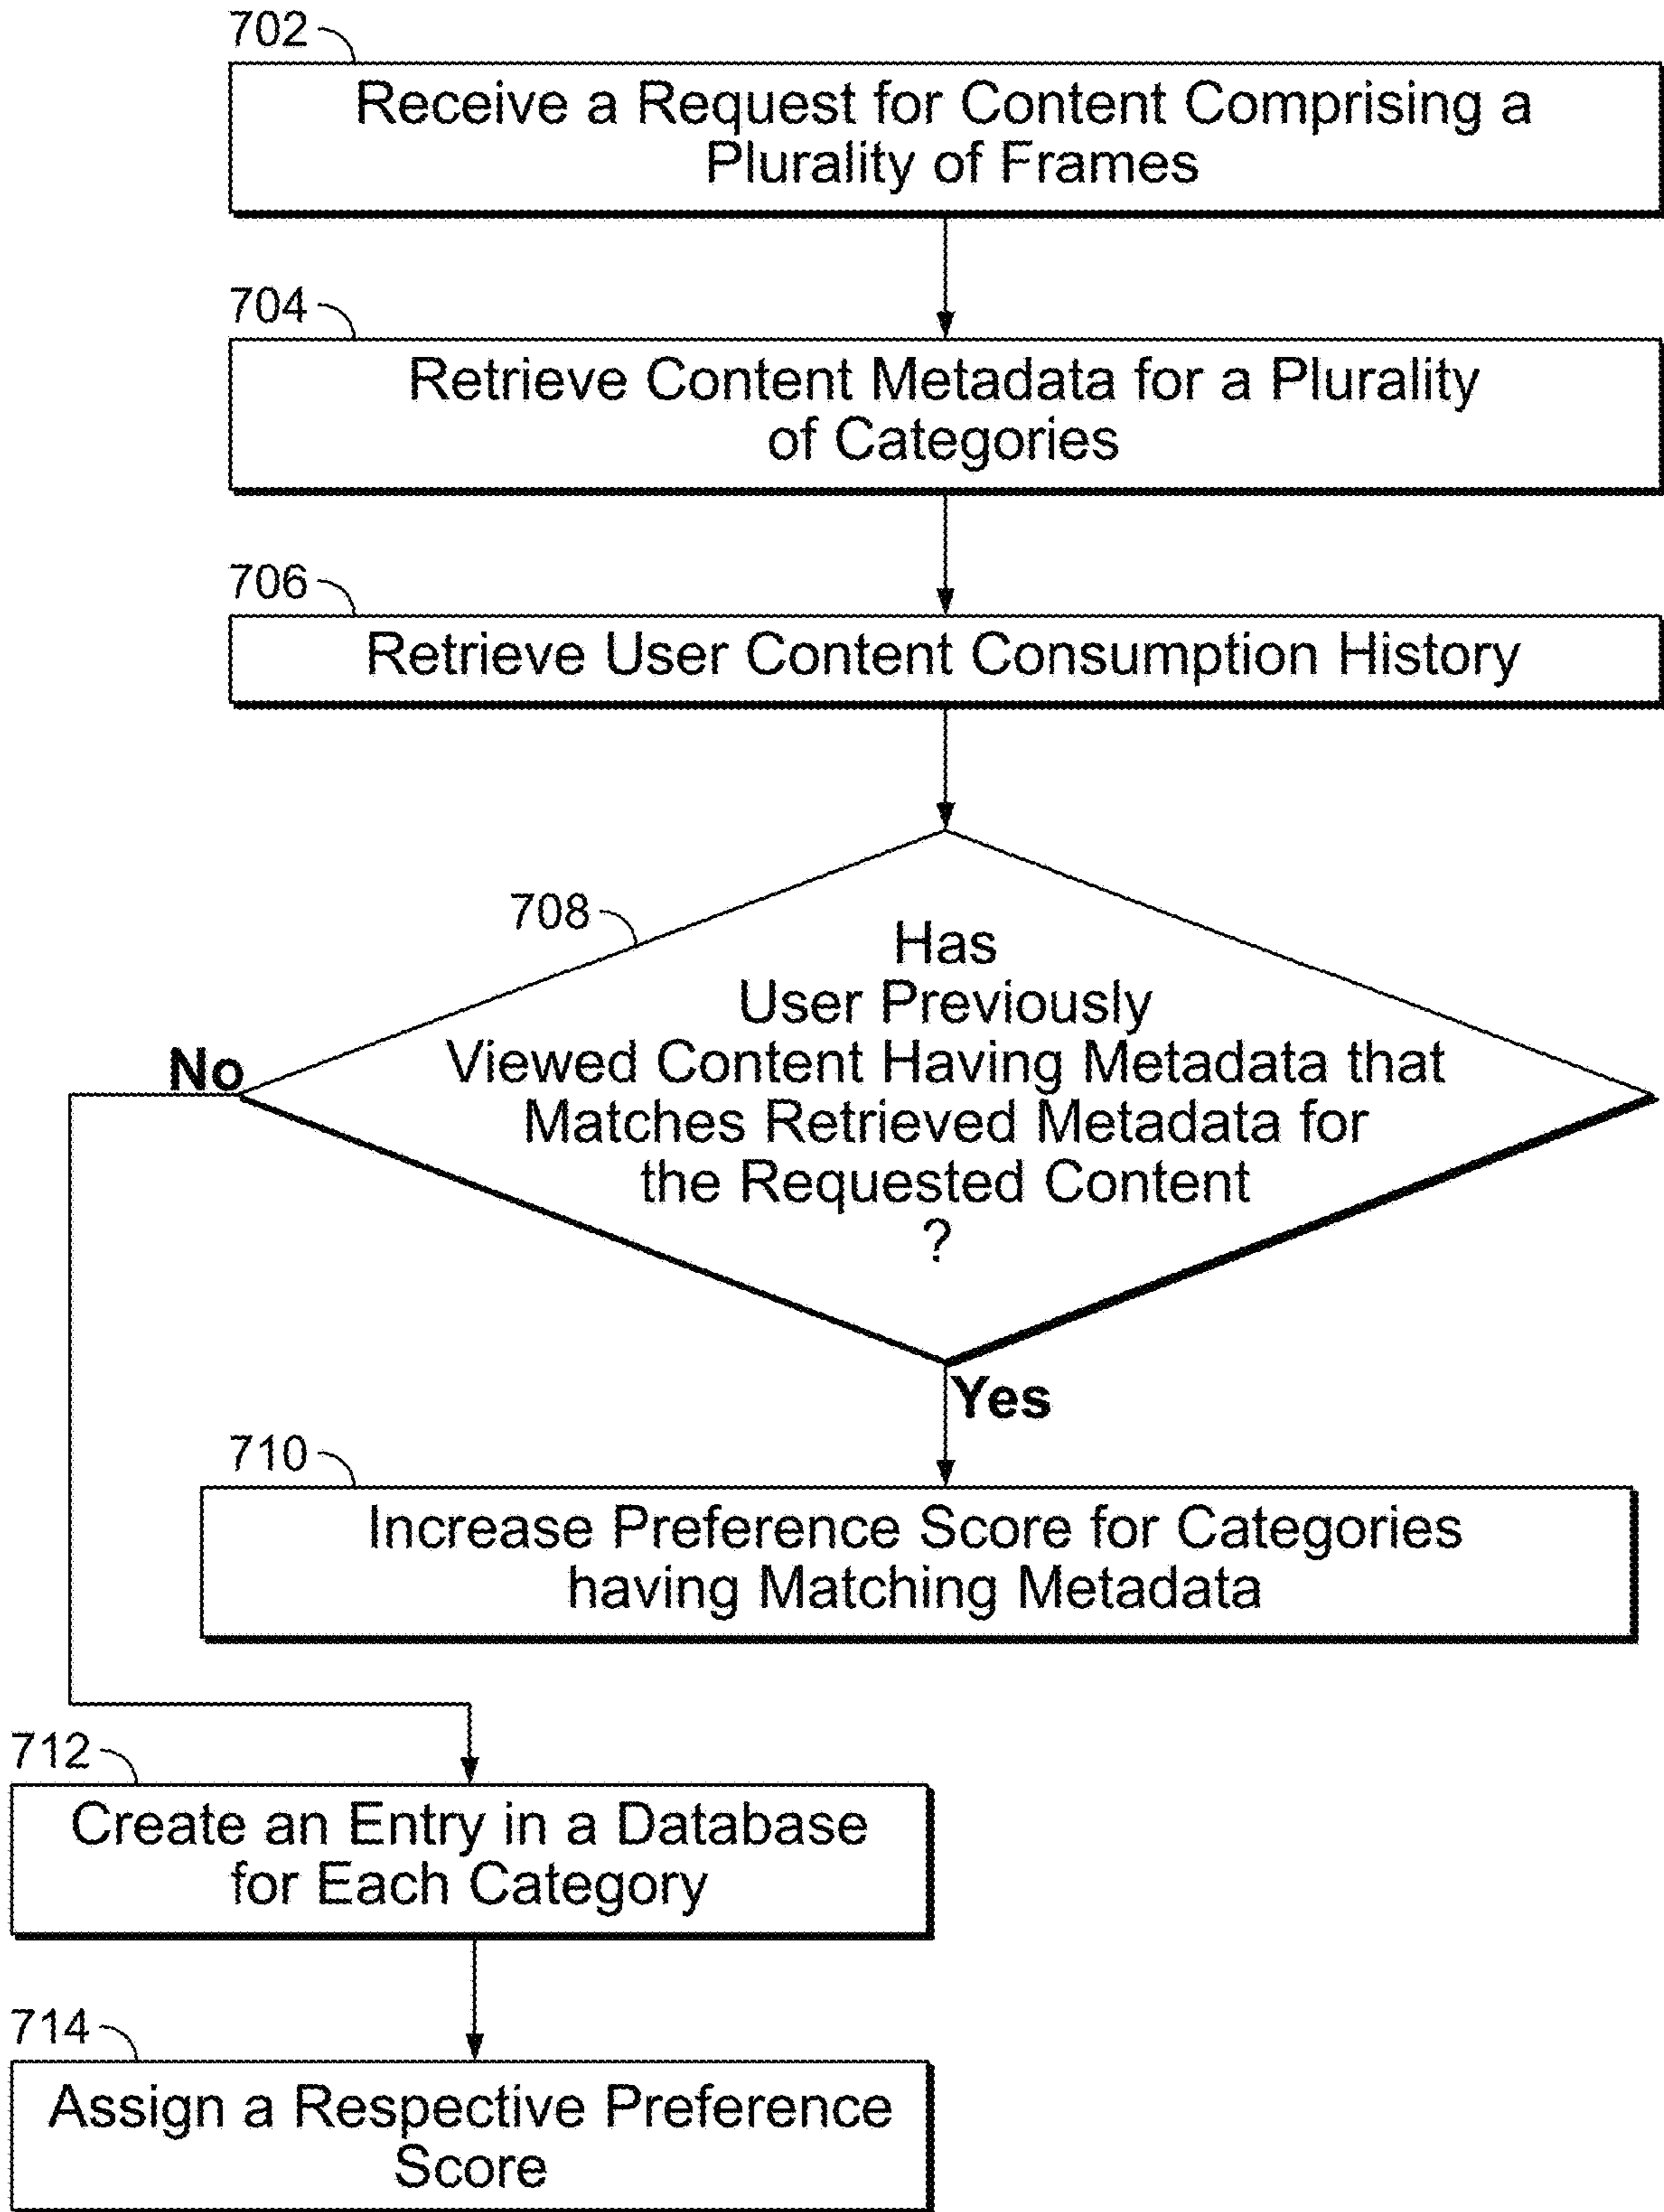 702
Receive a Request for Content Comprising a
Plurality of Frames
704
Retrieve Content Metadata for a Plurality
of Categories
706
Retrieve User Content Consumption History
708
Has
User Previously
Viewed Content Having Metadata that
Matches Retrieved Metadata for
the Requested Content
?
No
Yes
710
Increase Preference Score for Categories
having Matching Metadata
712
Create an Entry in a Database
for Each Category
714
Assign a Respective Preference
Score